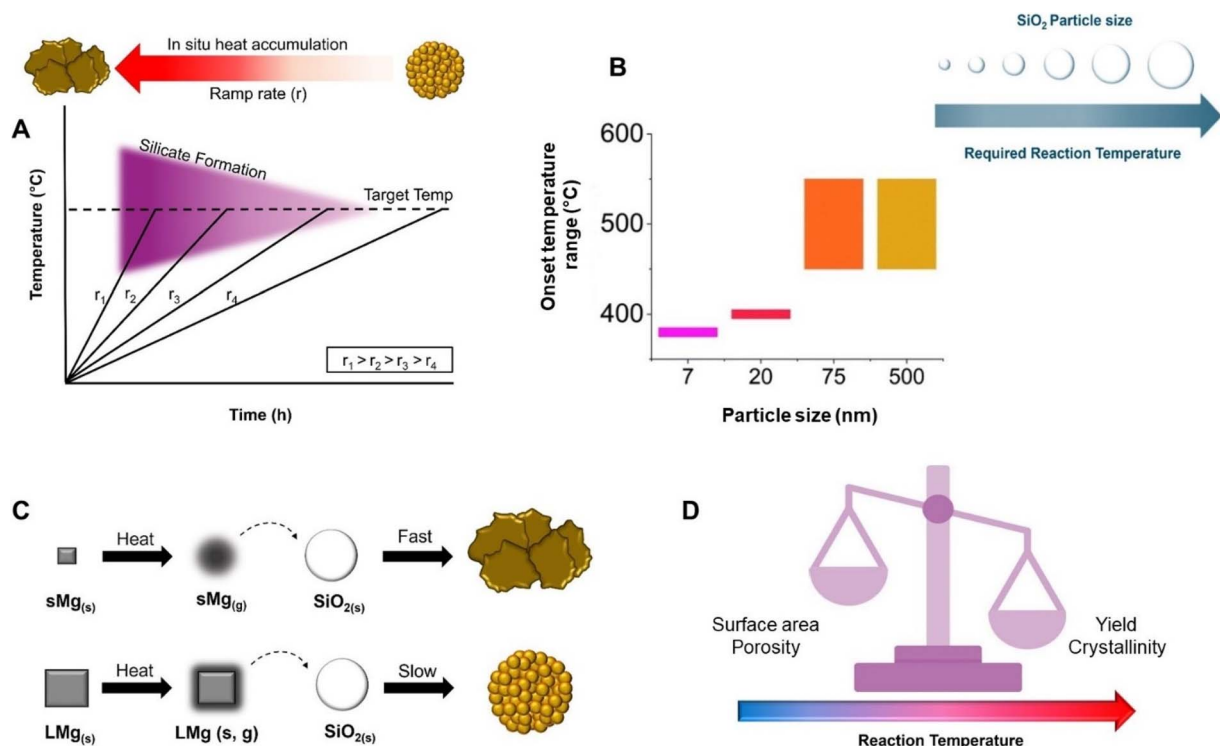 In situ heat accumulation
Ramp rate (r)
A
Temperature (°C)
Silicate Formation
Target Temp
r1
r2
r3
r4
r1 > r2 > r3 > r4
Time (h)
B
SiO2 Particle size
Required Reaction Temperature
Onset temperature
range (°C)
600
500
400
7 20 75 500
Particle size (nm)
C
Heat
Fast
sMg(s) sMg(g) SiO2(s)
Heat
Slow
LMg(s) LMg (s, g) SiO2(s)
D
Surface area
Porosity
Yield
Crystallinity
Reaction Temperature